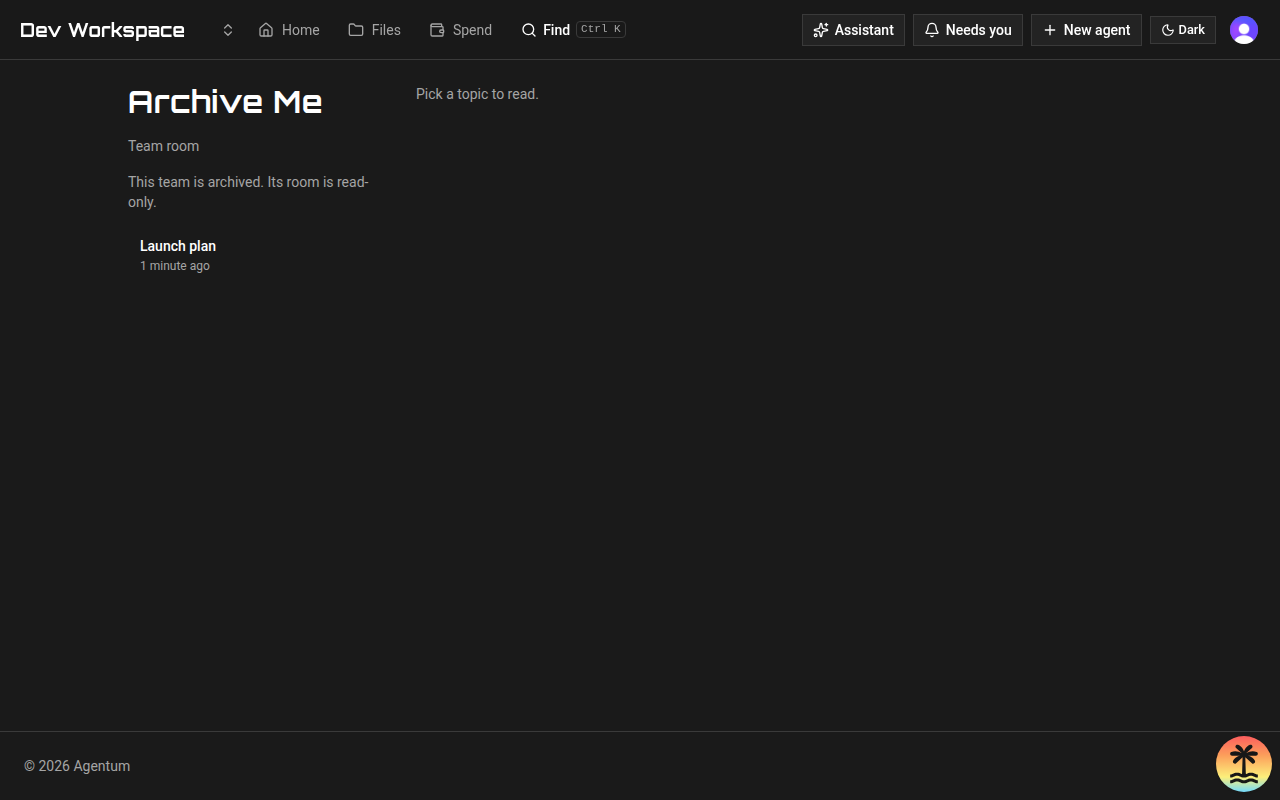 Dev Workspace
Home
Files
Spend
Find Ctrl K
Assistant
Needs you
New agent
Dark
Archive Me
Team room
This team is archived. Its room is read-
only.
Launch plan
1 minute ago
Pick a topic to read.
© 2026 Agentum